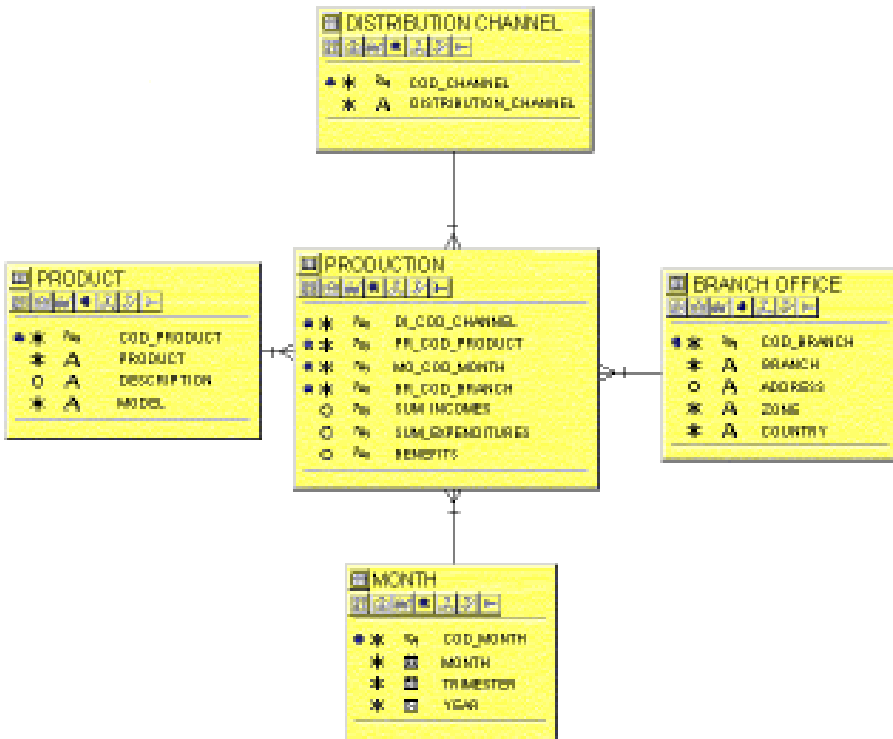 DISTRIBUTION CHANNEL
COD_CHANNEL
DISTRIBUTION_CHANNEL
PRODUCT
COD_PRODUCT
PRODUCT
DESCRIPTION
MODEL
PRODUCTION
DI_COD_CHANNEL
PR_COD_PRODUCT
MO_COD_MONTH
BR_COD_BRANCH
SUM_INCOMES
SUM_EXPENDITURES
BENEFITS
BRANCH OFFICE
COD_BRANCH
BRANCH
ADDRESS
ZONE
COUNTRY
MONTH
COD_MONTH
MONTH
TRIMESTER
YEAR